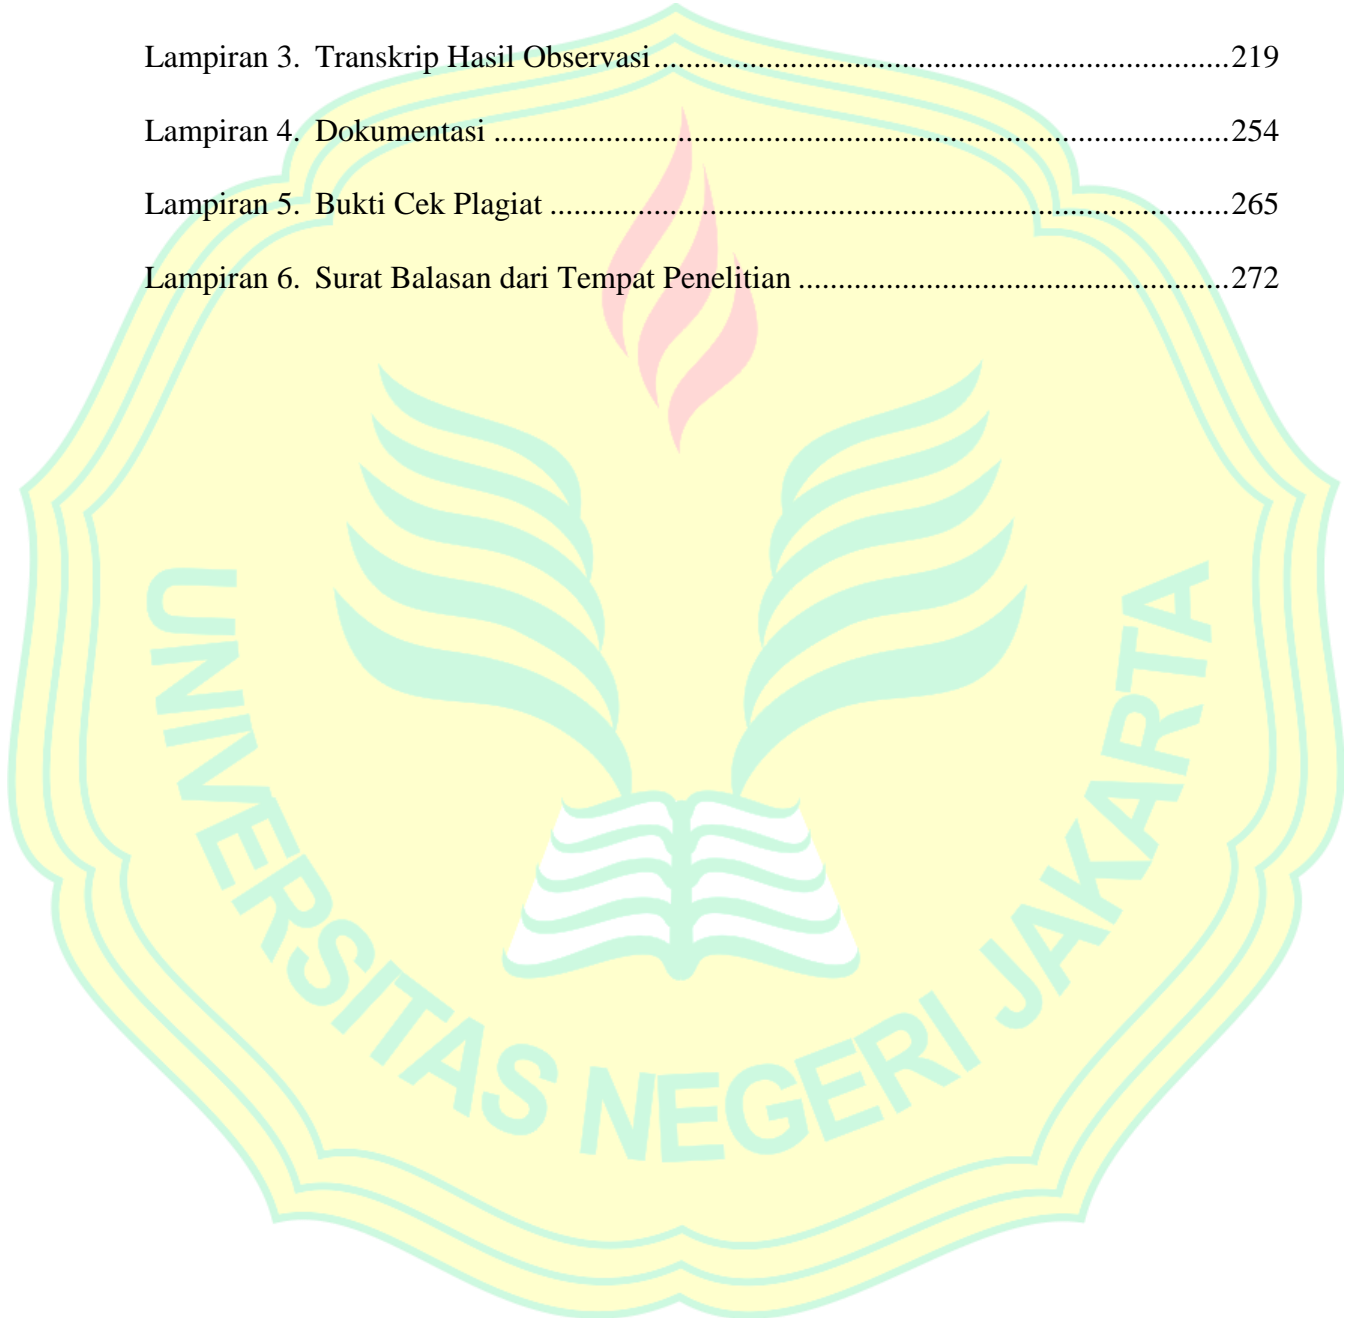 Lampiran 3. Transkrip Hasil Observasi........................................................................219
Lampiran 4. Dokumentasi ............................................................................................254
Lampiran 5. Bukti Cek Plagiat .....................................................................................265
Lampiran 6. Surat Balasan dari Tempat Penelitian ......................................................272
UNIVERSITAS NEGERI JAKARTA